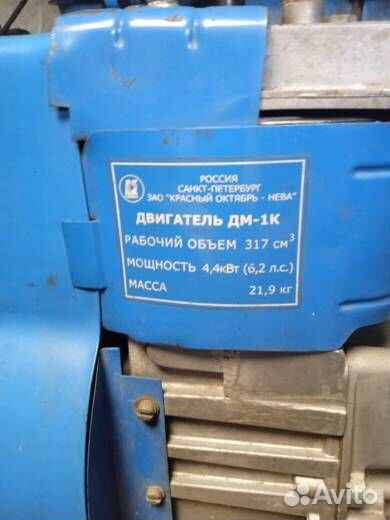 РОССИЯ
САНКТ-ПЕТЕРБУРГ
ЗАО "КРАСНЫЙ ОКТЯБРЬ - НЕВА"
ДВИГАТЕЛЬ ДМ-1К
РАБОЧИЙ ОБЪЕМ 317 см³
МОЩНОСТЬ 4,4кВт (6,2 л.с.)
МАССА 21,9 кг
Avito